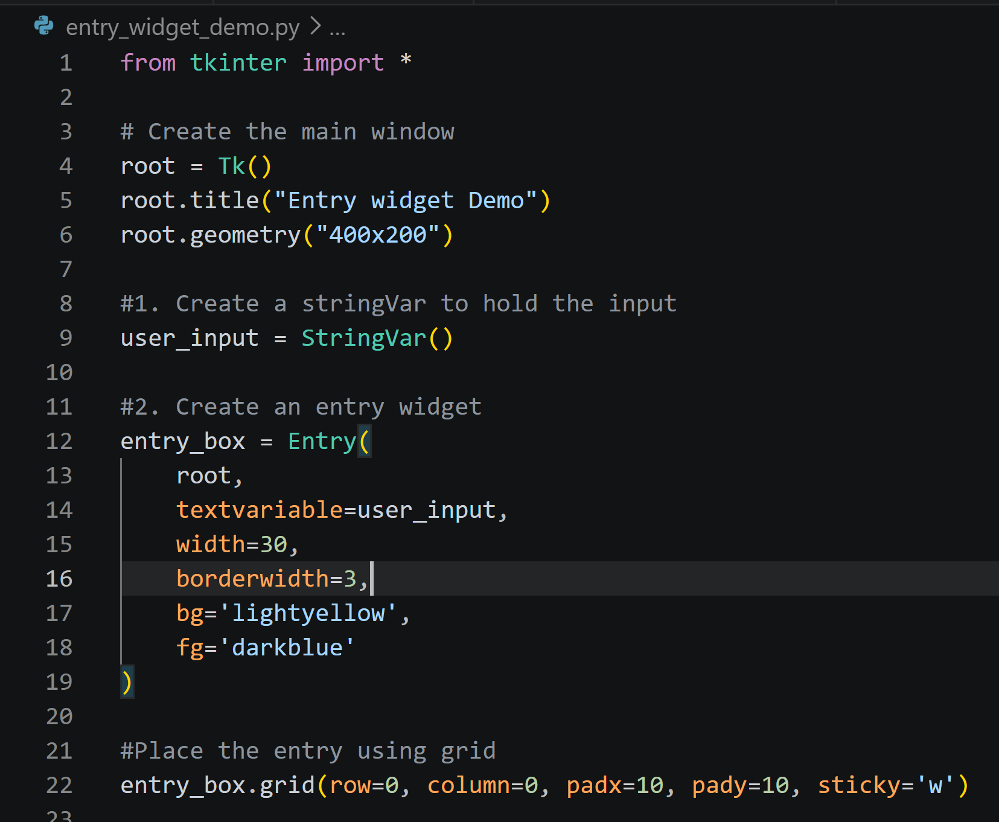 entry_widget_demo.py > ...
1 from tkinter import *
2
3 # Create the main window
4 root = Tk()
5 root.title("Entry widget Demo")
6 root.geometry("400x200")
7
8 #1. Create a stringVar to hold the input
9 user_input = StringVar()
10
11 #2. Create an entry widget
12 entry_box = Entry(
13     root,
14     textvariable=user_input,
15     width=30,
16     borderwidth=3,
17     bg='lightyellow',
18     fg='darkblue'
19 )
20
21 #Place the entry using grid
22 entry_box.grid(row=0, column=0, padx=10, pady=10, sticky='w')
23